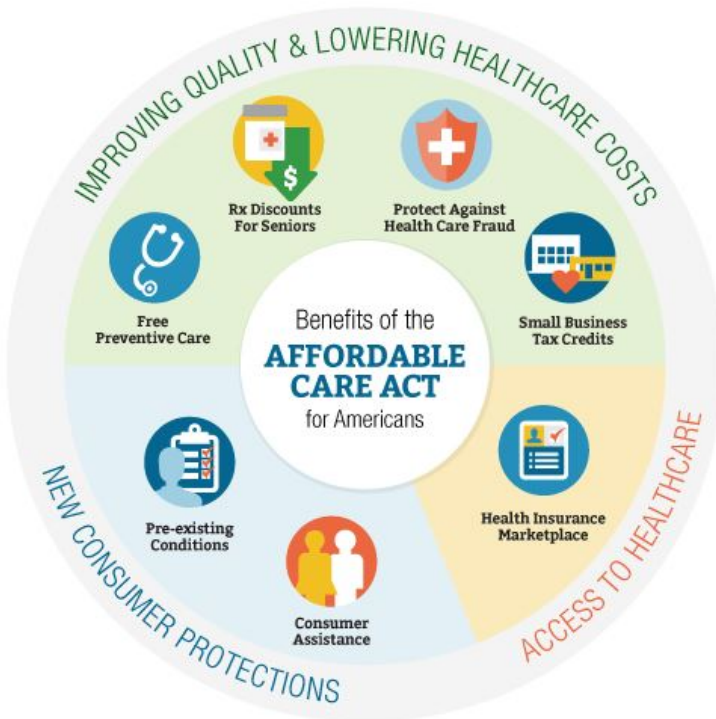 IMPROVING QUALITY & LOWERING HEALTHCARE COSTS
Rx Discounts
For Seniors
Protect Against
Health Care Fraud
Free
Preventive Care
Small Business
Tax Credits
Benefits of the
AFFORDABLE
CARE ACT
for Americans
Pre-existing
Conditions
Consumer
Assistance
Health Insurance
Marketplace
NEW CONSUMER PROTECTIONS
ACCESS TO HEALTHCARE
$